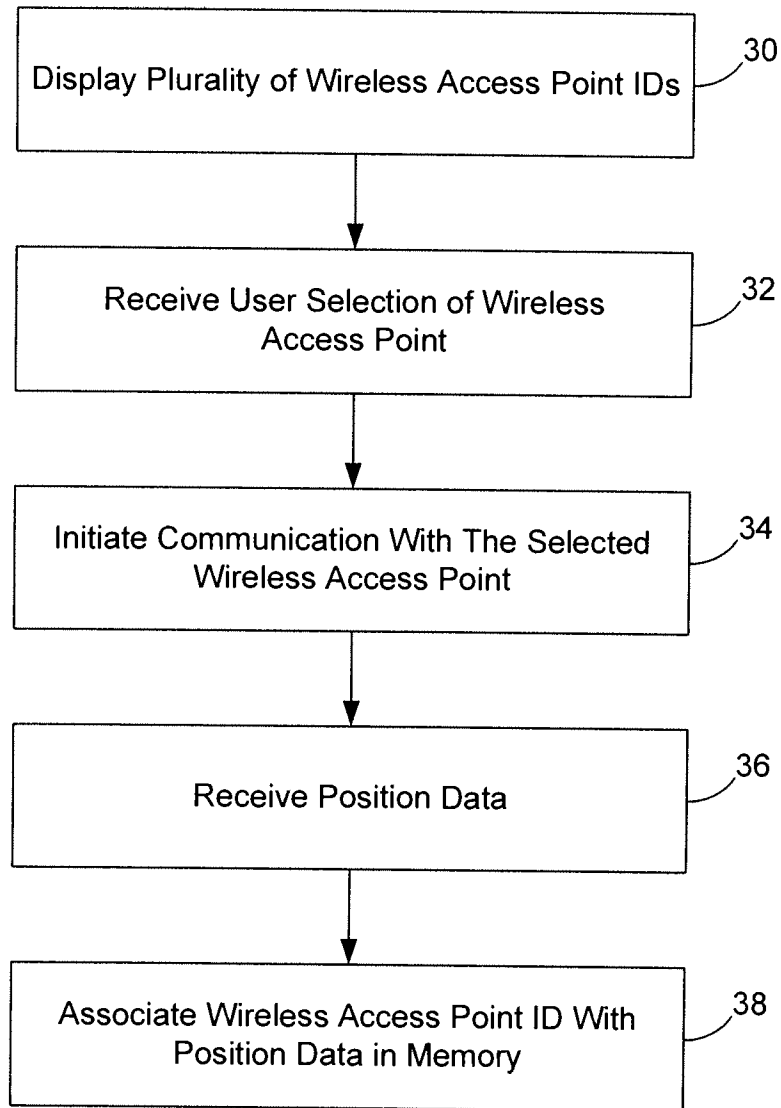 Display Plurality of Wireless Access Point IDs
30
Receive User Selection of Wireless
Access Point
32
Initiate Communication With The Selected
Wireless Access Point
34
Receive Position Data
36
Associate Wireless Access Point ID With
Position Data in Memory
38